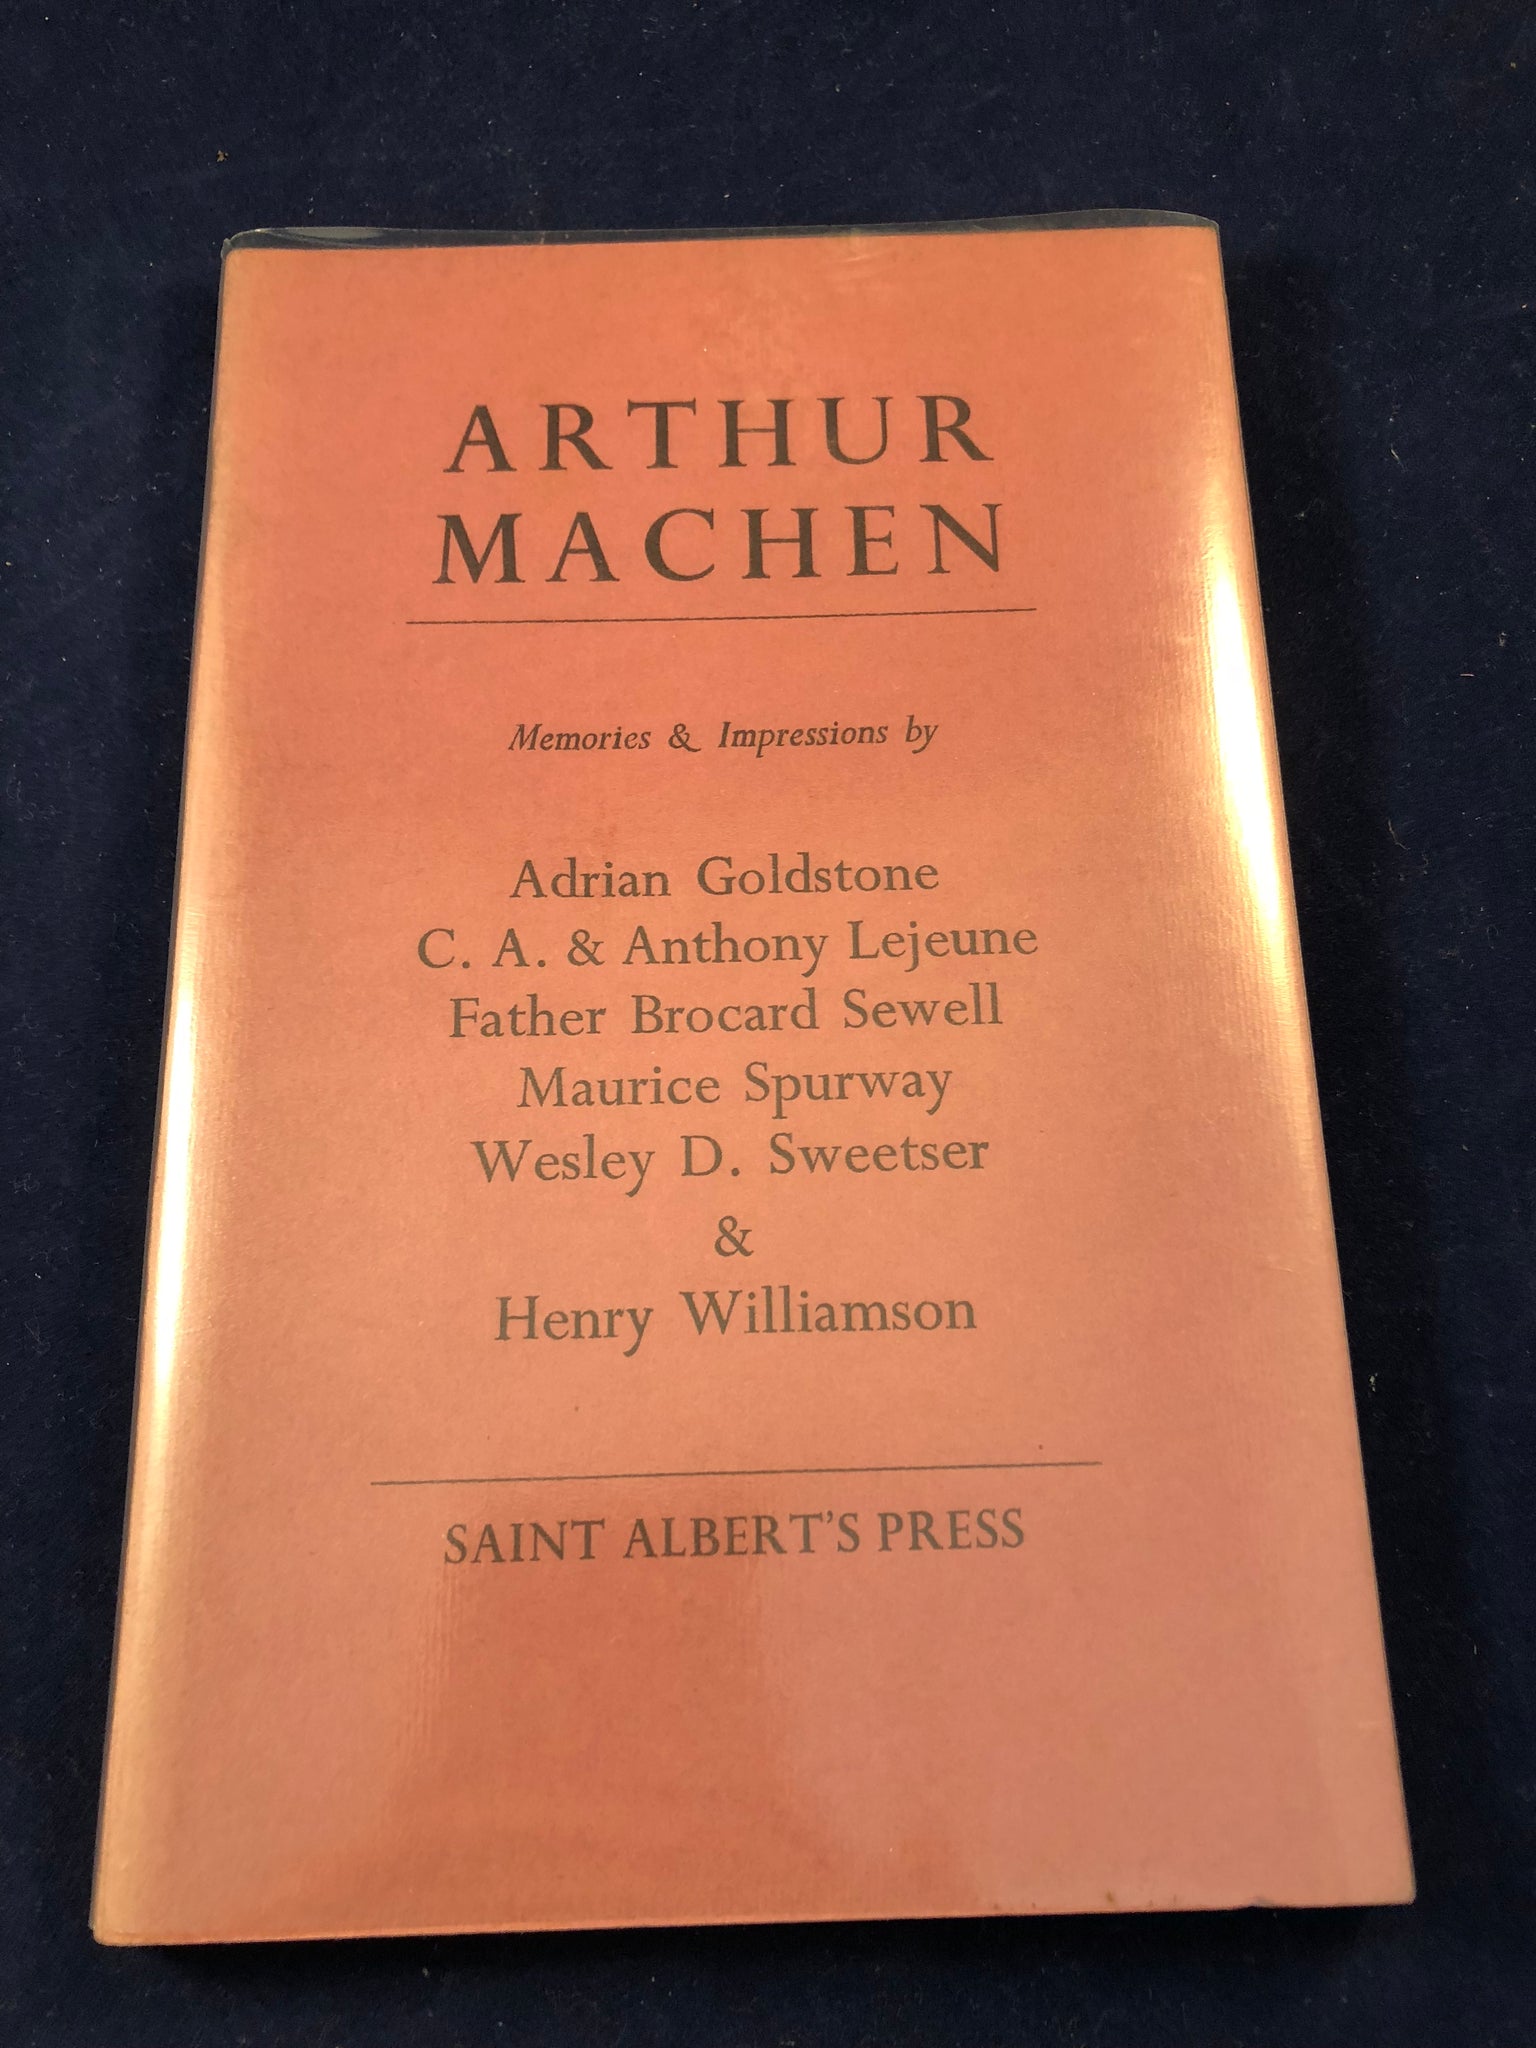 ARTHUR
MACHEN
Memories & Impressions by
Adrian Goldstone
C. A. & Anthony Lejeune
Father Brocard Sewell
Maurice Spurway
Wesley D. Sweetser
&
Henry Williamson
SAINT ALBERT'S PRESS